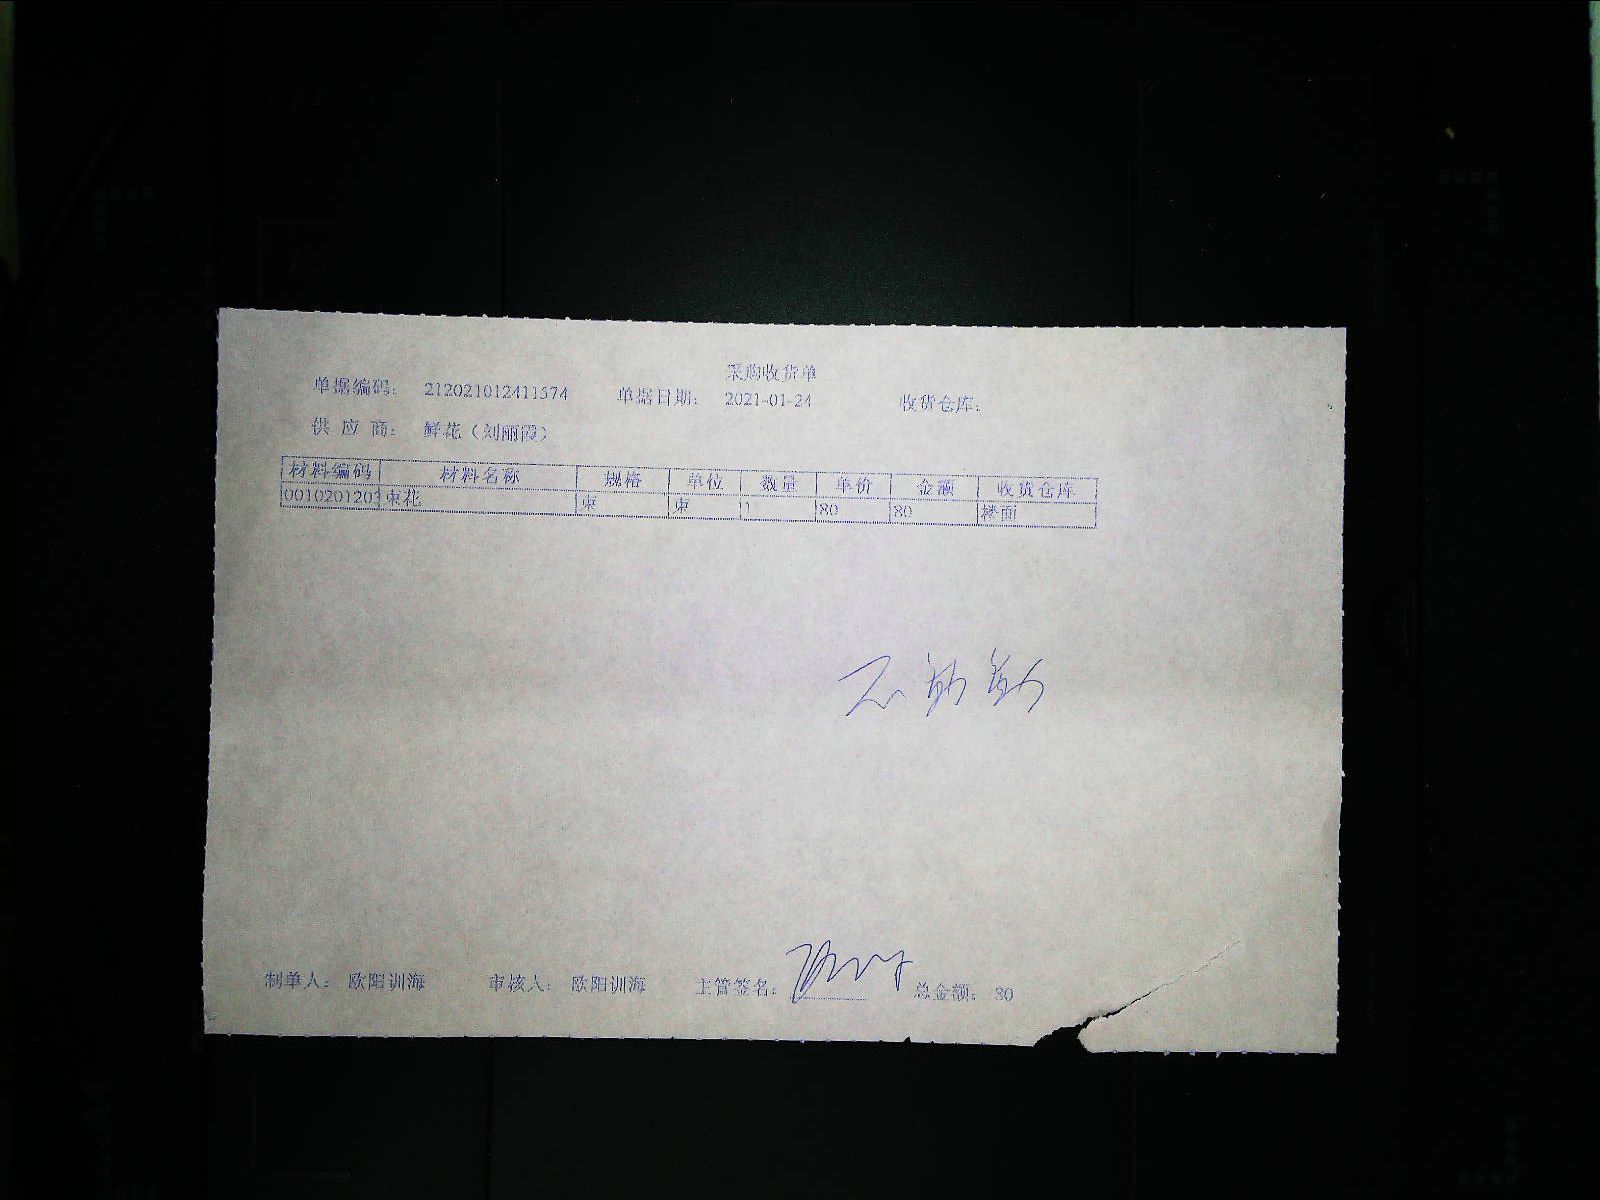 采购收货单
单据编码: 212021012411574 单据日期: 2021-01-24 收货仓库:
供 应 商: 鲜花（刘丽霞）
材料编码 材料名称 规格 单位 数量 单价 金额 收货仓库
0010201203 束花 束 束 1 80 80 楼面
制单人: 欧阳训海 审核人: 欧阳训海 主管签名: 总金额: 80